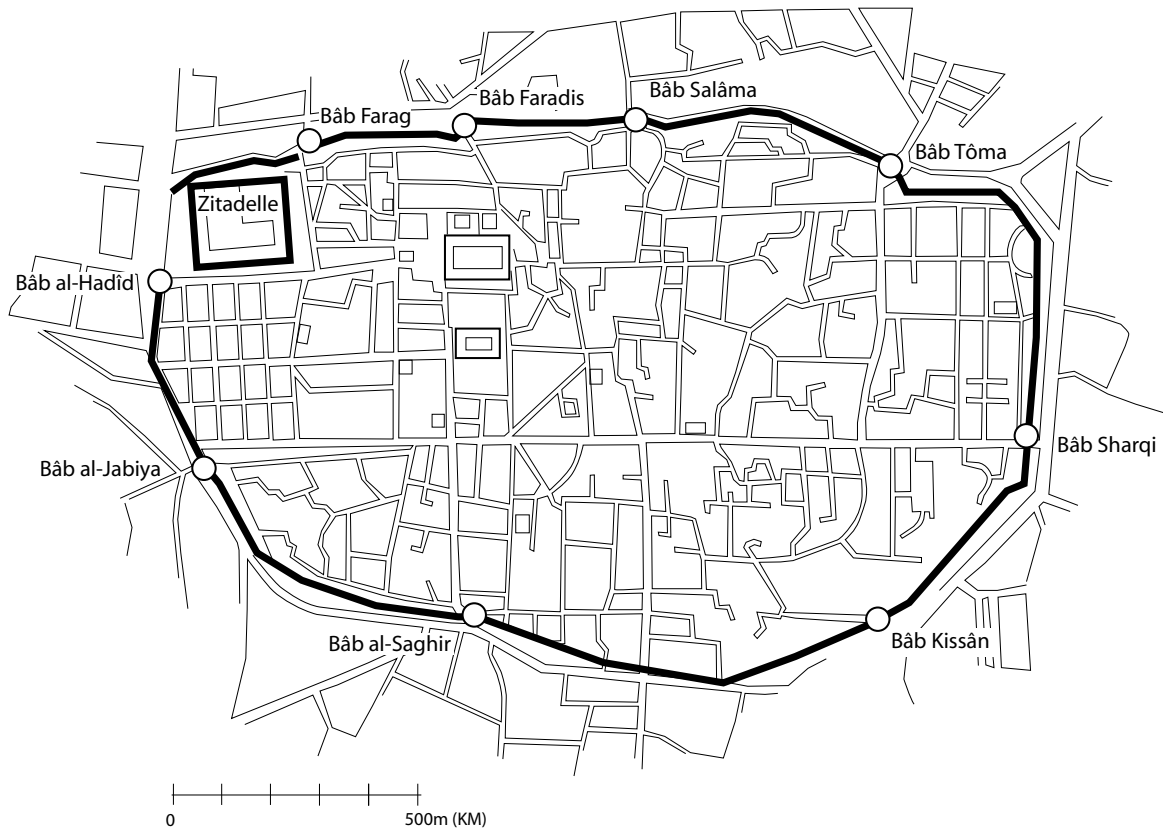 Bâb Salâma
Bâb Faradis
Bâb Farag
Bâb Tôma
Zitadelle
Bâb al-Hadîd
Bâb Sharqi
Bâb al-Jabiya
Bâb al-Saghir
Bâb Kissân
0
500m (KM)